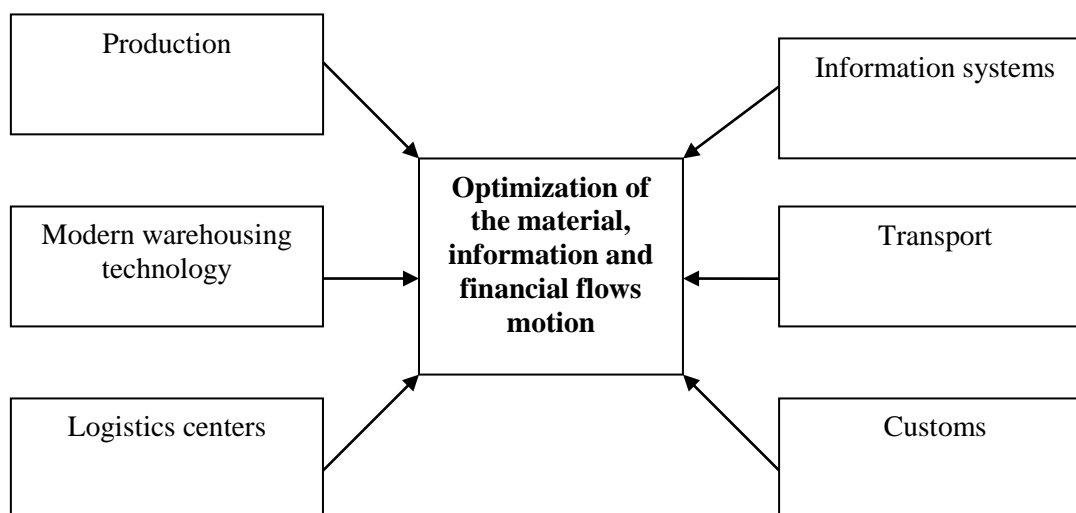 Production
Information systems
Optimization of
the material,
information and
financial flows
motion
Modern warehousing
technology
Transport
Logistics centers
Customs